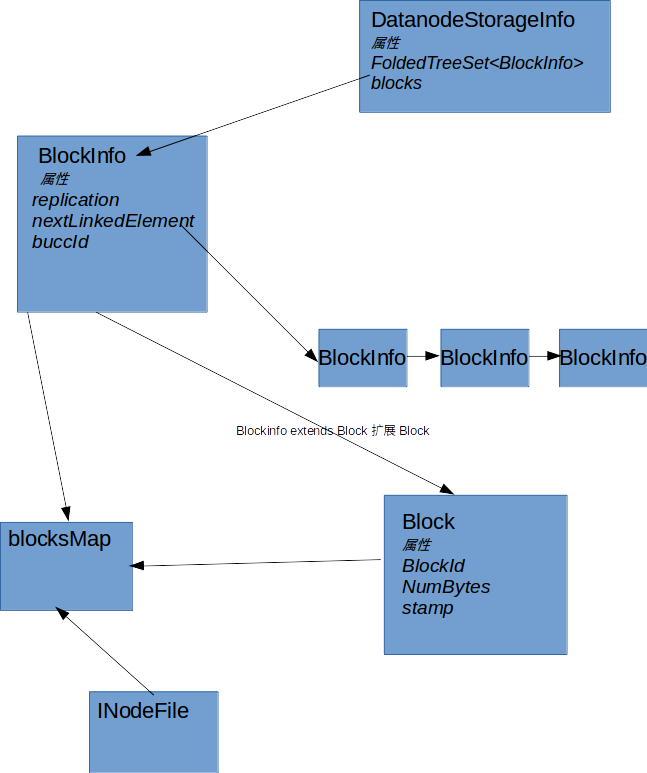 DatanodeStorageInfo
属性
FoldedTreeSet<BlockInfo>
blocks
BlockInfo
属性
replication
nextLinkedElement
buccId
BlockInfo
BlockInfo
BlockInfo
Blockinfo extends Block 扩展 Block
Block
属性
BlockId
NumBytes
stamp
blocksMap
INodeFile